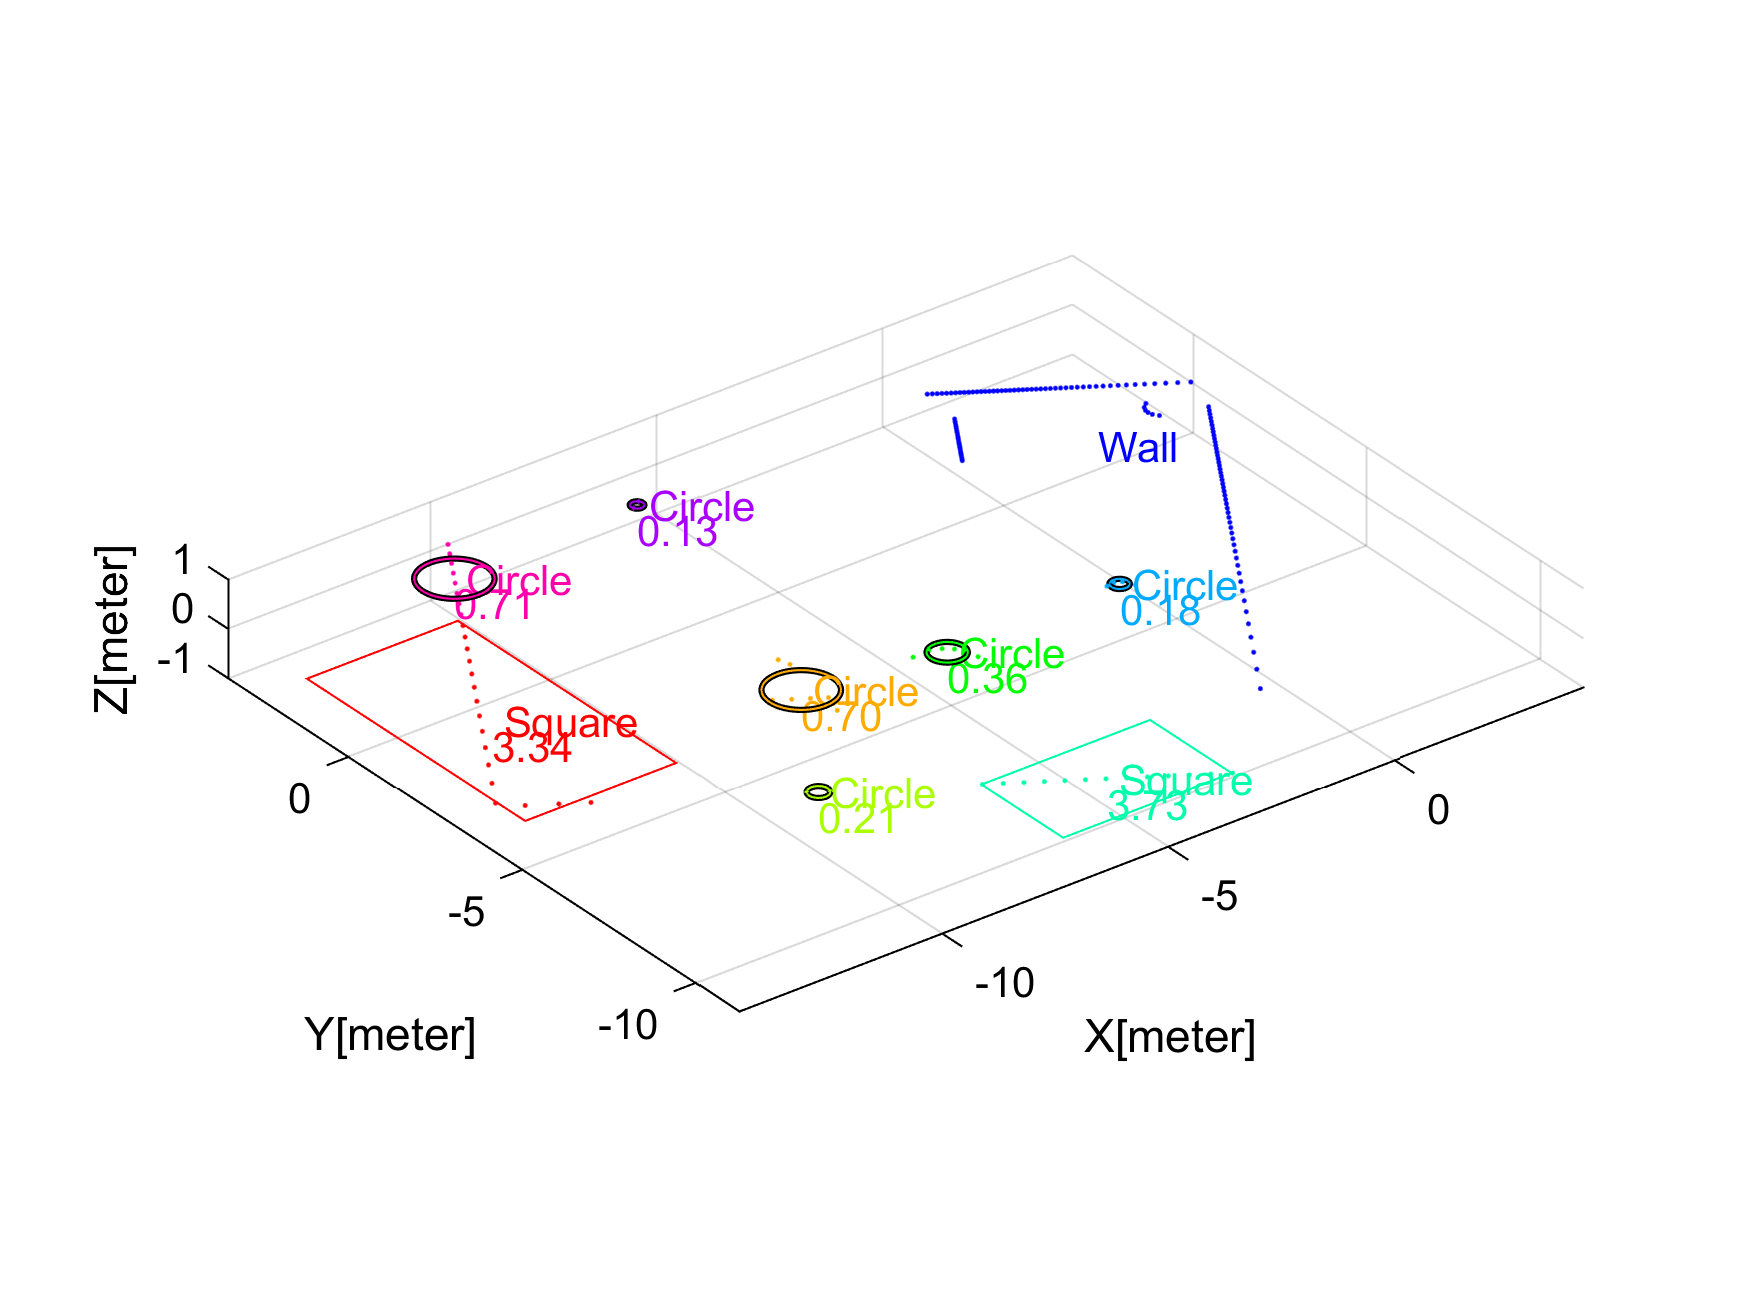 Wall
Circle
0.13
Circle
0.71
Circle
0.18
Circle
0.36
Circle
0.70
Square
3.34
Square
3.73
Circle
0.21
1
0
-1
Z[meter]
0
-5
-10
Y[meter]
0
-5
-10
X[meter]